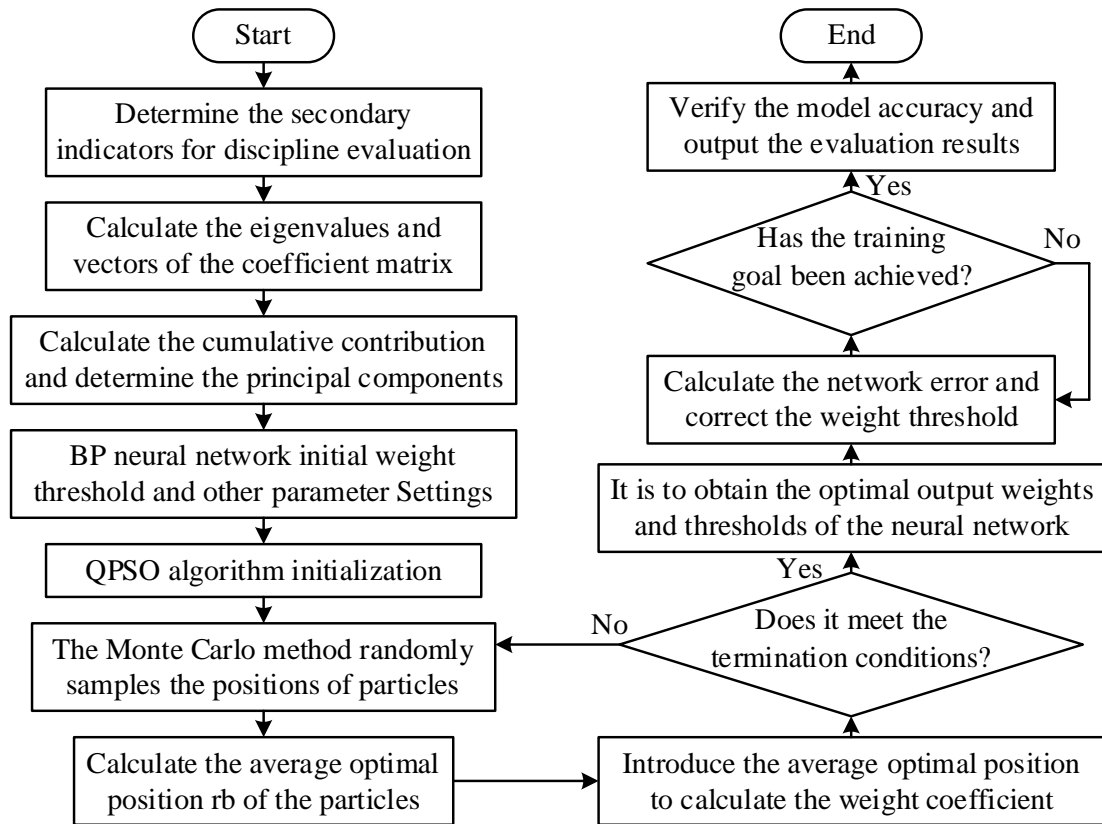 Start
Determine the secondary
indicators for discipline evaluation
Calculate the eigenvalues and
vectors of the coefficient matrix
Calculate the cumulative contribution
and determine the principal components
BP neural network initial weight
threshold and other parameter Settings
QPSO algorithm initialization
The Monte Carlo method randomly
samples the positions of particles
Calculate the average optimal
position rb of the particles
Introduce the average optimal position
to calculate the weight coefficient
Does it meet the
termination conditions?
No
Yes
It is to obtain the optimal output weights
and thresholds of the neural network
Calculate the network error and
correct the weight threshold
Has the training
goal been achieved?
No
Yes
Verify the model accuracy and
output the evaluation results
End